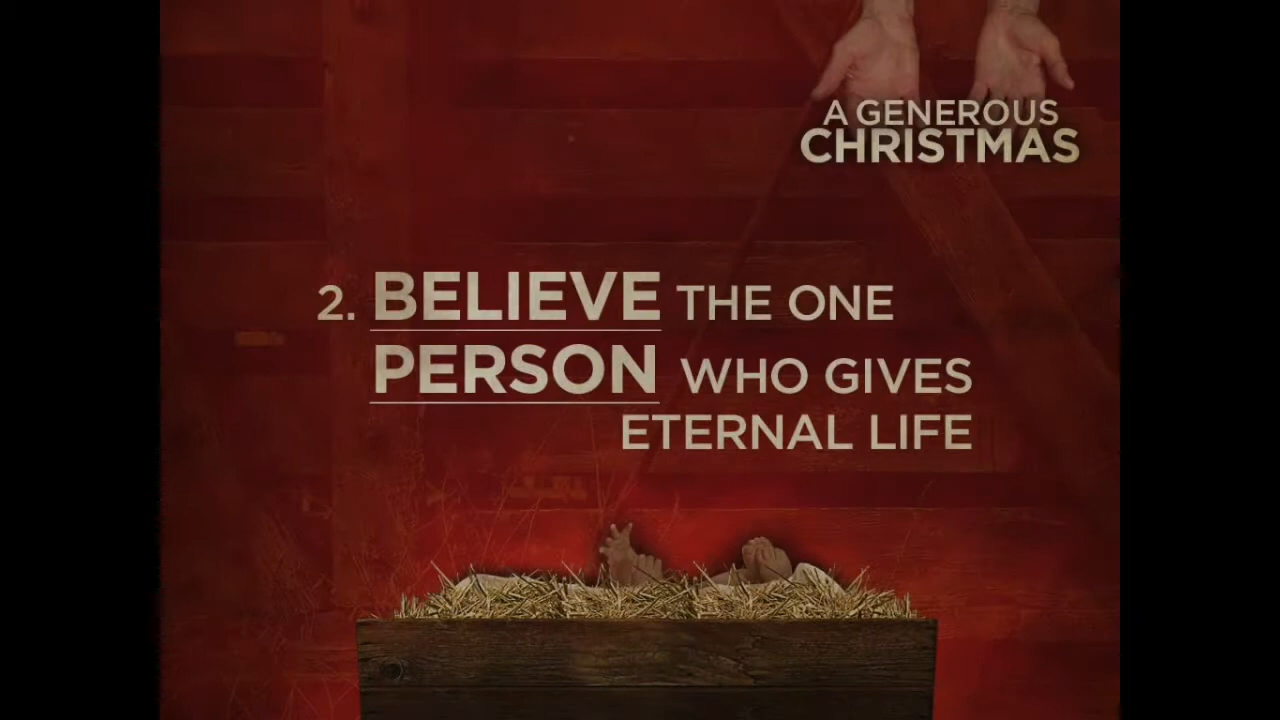 A GENEROUS
CHRISTMAS
2. BELIEVE THE ONE
PERSON WHO GIVES
ETERNAL LIFE